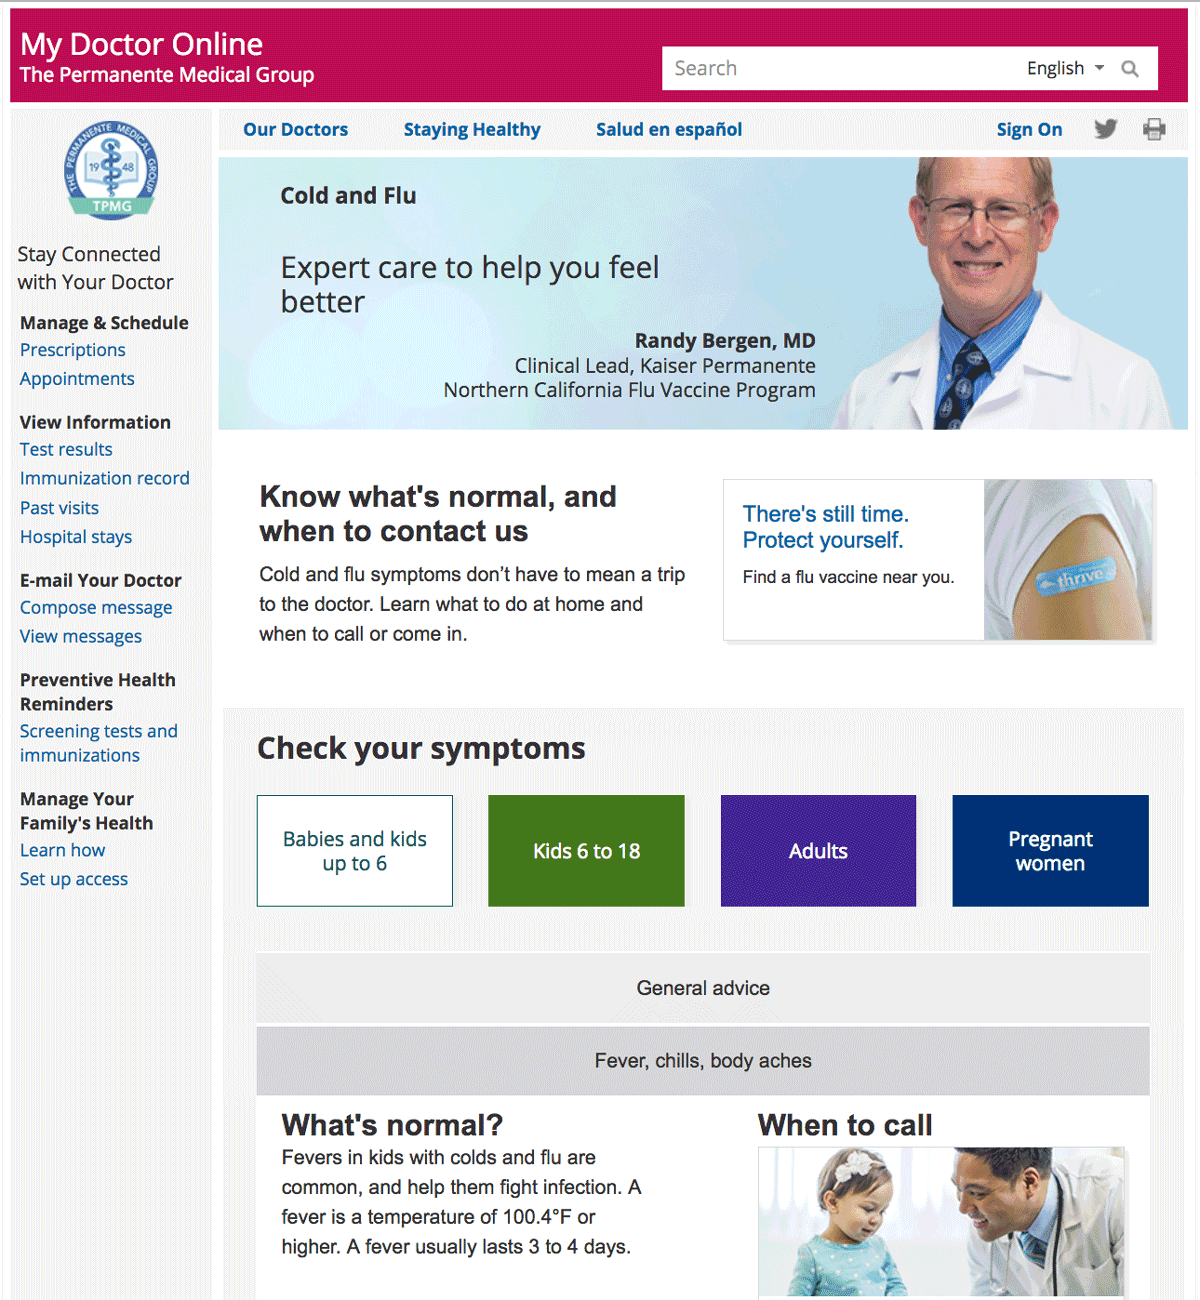 My Doctor Online
The Permanente Medical Group
Search
English
THE PERMANENTE MEDICAL GROUP
19 48
TPMG
Our Doctors
Staying Healthy
Salud en español
Sign On
Stay Connected
with Your Doctor
Manage & Schedule
Prescriptions
Appointments
View Information
Test results
Immunization record
Past visits
Hospital stays
E-mail Your Doctor
Compose message
View messages
Preventive Health
Reminders
Screening tests and
immunizations
Manage Your
Family's Health
Learn how
Set up access
Cold and Flu
Expert care to help you feel
better
Randy Bergen, MD
Clinical Lead, Kaiser Permanente
Northern California Flu Vaccine Program
Know what's normal, and
when to contact us
Cold and flu symptoms don’t have to mean a trip
to the doctor. Learn what to do at home and
when to call or come in.
There's still time.
Protect yourself.
Find a flu vaccine near you.
thrive
Check your symptoms
Babies and kids
up to 6
Kids 6 to 18
Adults
Pregnant
women
General advice
Fever, chills, body aches
What's normal?
Fevers in kids with colds and flu are
common, and help them fight infection. A
fever is a temperature of 100.4°F or
higher. A fever usually lasts 3 to 4 days.
When to call